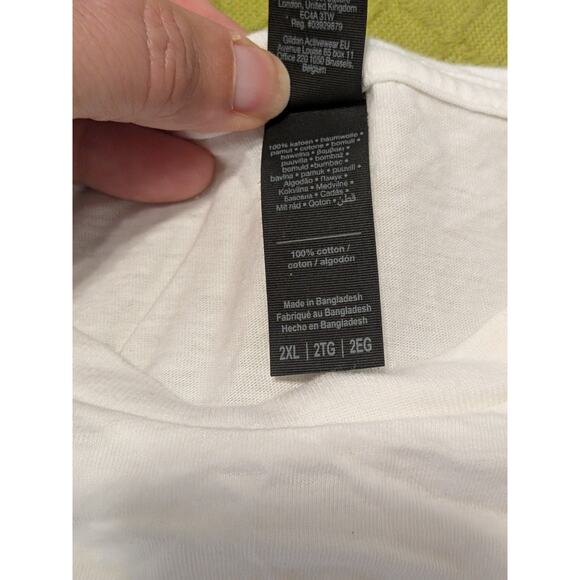 London, United Kingdom
EC4A 3TW
Reg. #03929879
Gildan Activewear EU
Avenue Louise 65 box 11
Office 220 1050 Brussels,
Belgium
100% katoen • baumwolle •
pamuk • cotone • bomull •
bawełna • βαμβάκι •
puuvilla • bombaž •
bomuld • bumbac •
bavlna • pamuk • puuvill •
Algodão • Памук •
Kokvilna • Medvilnė •
Бавовна • Cadás •
Mit rād • Qoton • قطن
100% cotton /
coton / algodón
Made in Bangladesh
Fabriqué au Bangladesh
Hecho en Bangladesh
2XL | 2TG | 2EG